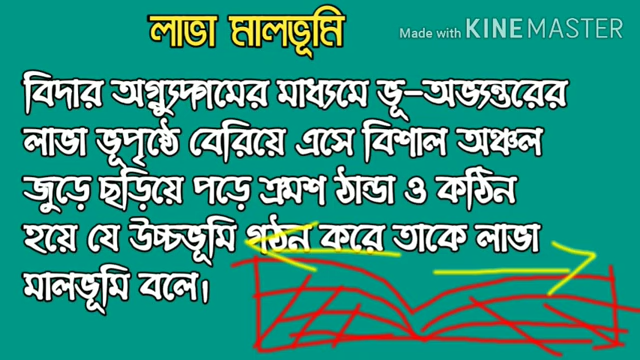 লাভা মালভূমি
Made with KINEMASTER
বিদার অগ্ন্যুদ্গমের মাধ্যমে ভূ-অভ্যন্তরের
লাভা ভূপৃষ্ঠে বেরিয়ে এসে বিশাল অঞ্চল
জুড়ে ছড়িয়ে পড়ে ক্রমশ ঠান্ডা ও কঠিন
হয়ে যে উচ্চভূমি গঠন করে তাকে লাভা
মালভূমি বলে।